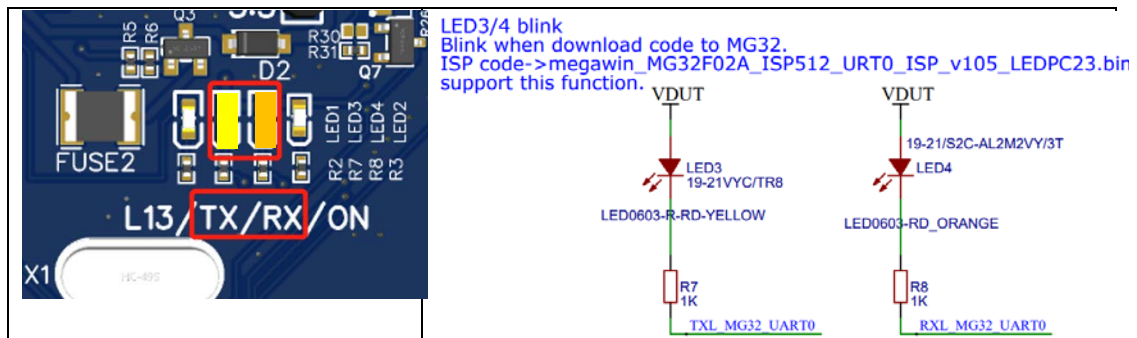 Q3
R5
R6
R30
R31
R26
Q7
D2
FUSE2
LED1
LED3
LED4
LED2
R2
R7
R8
R3
L13/TX/RX/ON
X1
HC-49S
LED3/4 blink
Blink when download code to MG32.
ISP code->megawin_MG32F02A_ISP512_URT0_ISP_v105_LEDPC23.bin
support this function.
VDUT
LED3
19-21VYC/TR8
LED0603-R-RD-YELLOW
R7
1K
TXL_MG32_UART0
VDUT
19-21/S2C-AL2M2VY/3T
LED4
LED0603-RD_ORANGE
R8
1K
RXL_MG32_UART0